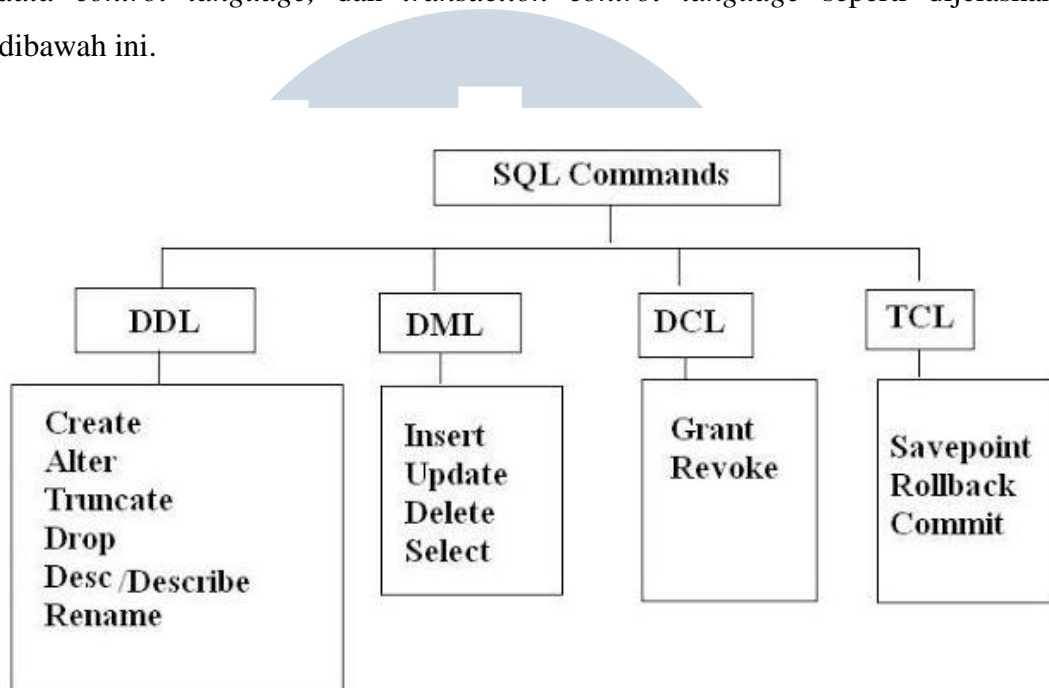 data control language, dan transaction control language seperti dijelaskan
dibawah ini.
SQL Commands
DDL
DML
DCL
TCL
Create
Alter
Truncate
Drop
Desc /Describe
Rename
Insert
Update
Delete
Select
Grant
Revoke
Savepoint
Rollback
Commit